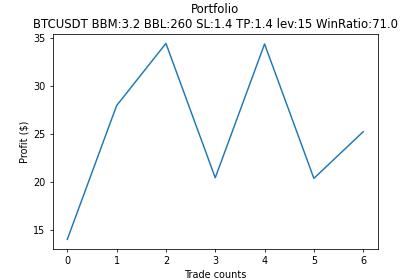 Portfolio
BTCUSDT BBM:3.2 BBL:260 SL:1.4 TP:1.4 lev:15 WinRatio:71.0
35
30
25
20
15
Profit ($)
0 1 2 3 4 5 6
Trade counts